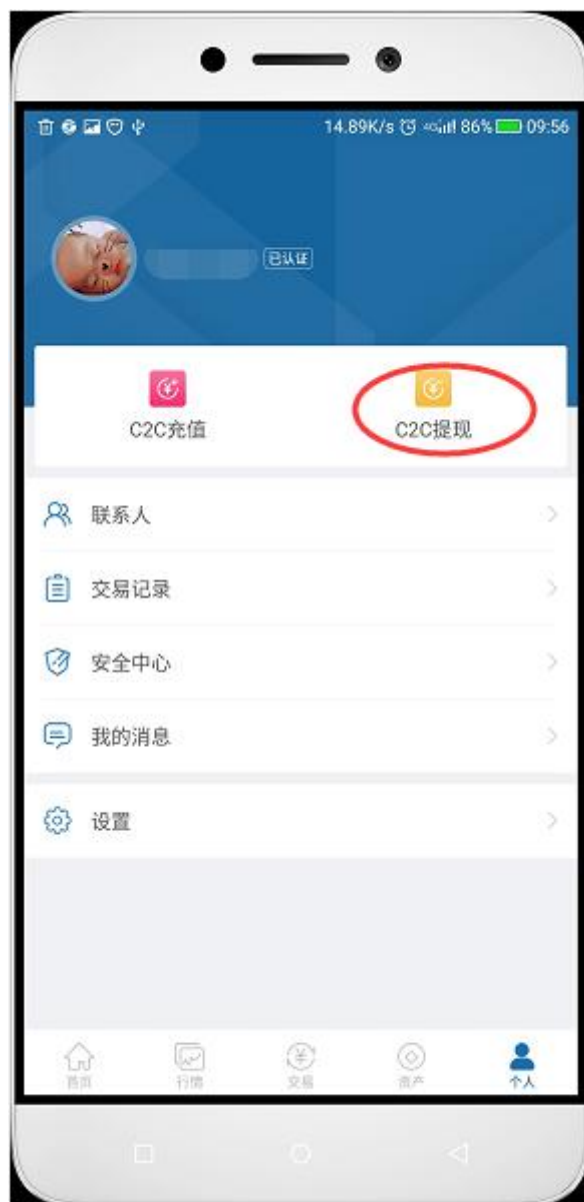 14.89K/s 4G 86% 09:56
已认证
C2C充值 C2C提现
联系人
交易记录
安全中心
我的消息
设置
首页 行情 交易 资产 个人